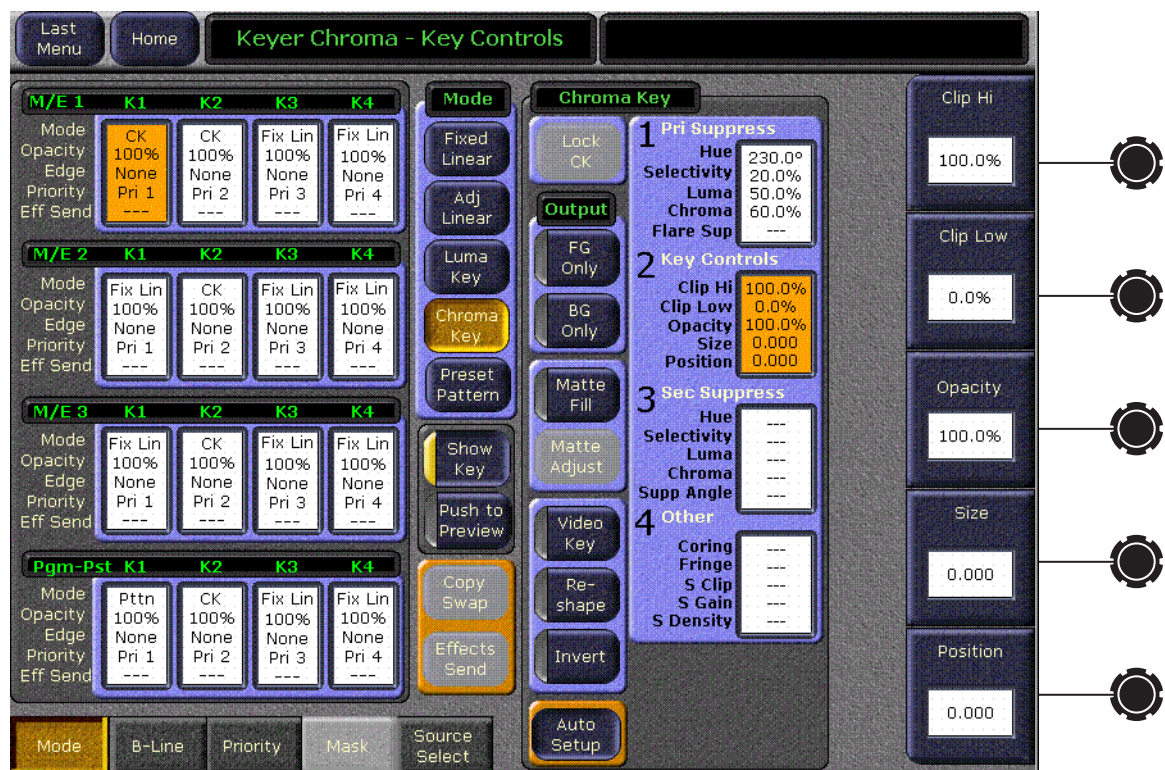 Last Menu
Home
Keyer Chroma - Key Controls
M/E 1 K1 K2 K3 K4
Mode CK CK Fix Lin Fix Lin
Opacity 100% 100% 100% 100%
Edge None None None None
Priority Pri 1 Pri 2 Pri 3 Pri 4
Eff Send --- --- --- ---
M/E 2 K1 K2 K3 K4
Mode Fix Lin CK Fix Lin Fix Lin
Opacity 100% 100% 100% 100%
Edge None None None None
Priority Pri 1 Pri 2 Pri 3 Pri 4
Eff Send --- --- --- ---
M/E 3 K1 K2 K3 K4
Mode Fix Lin CK Fix Lin Fix Lin
Opacity 100% 100% 100% 100%
Edge None None None None
Priority Pri 1 Pri 2 Pri 3 Pri 4
Eff Send --- --- --- ---
Pgm-Pst K1 K2 K3 K4
Mode Pttn CK Fix Lin Fix Lin
Opacity 100% 100% 100% 100%
Edge None None None None
Priority Pri 1 Pri 2 Pri 3 Pri 4
Eff Send --- --- --- ---
Mode
Fixed Linear
Adj Linear
Luma Key
Chroma Key
Preset Pattern
Show Key
Push to Preview
Copy Swap
Effects Send
Chroma Key
Lock CK
Output
FG Only
BG Only
Matte Fill
Matte Adjust
Video Key
Re-shape
Invert
Auto Setup
1 Pri Suppress
Hue 230.0°
Selectivity 20.0%
Luma 50.0%
Chroma 60.0%
Flare Sup ---
2 Key Controls
Clip Hi 100.0%
Clip Low 0.0%
Opacity 100.0%
Size 0.000
Position 0.000
3 Sec Suppress
Hue ---
Selectivity ---
Luma ---
Chroma ---
Supp Angle ---
4 Other
Coring ---
Fringe ---
S Clip ---
S Gain ---
S Density ---
Clip Hi
100.0%
Clip Low
0.0%
Opacity
100.0%
Size
0.000
Position
0.000
Mode
B-Line
Priority
Mask
Source Select